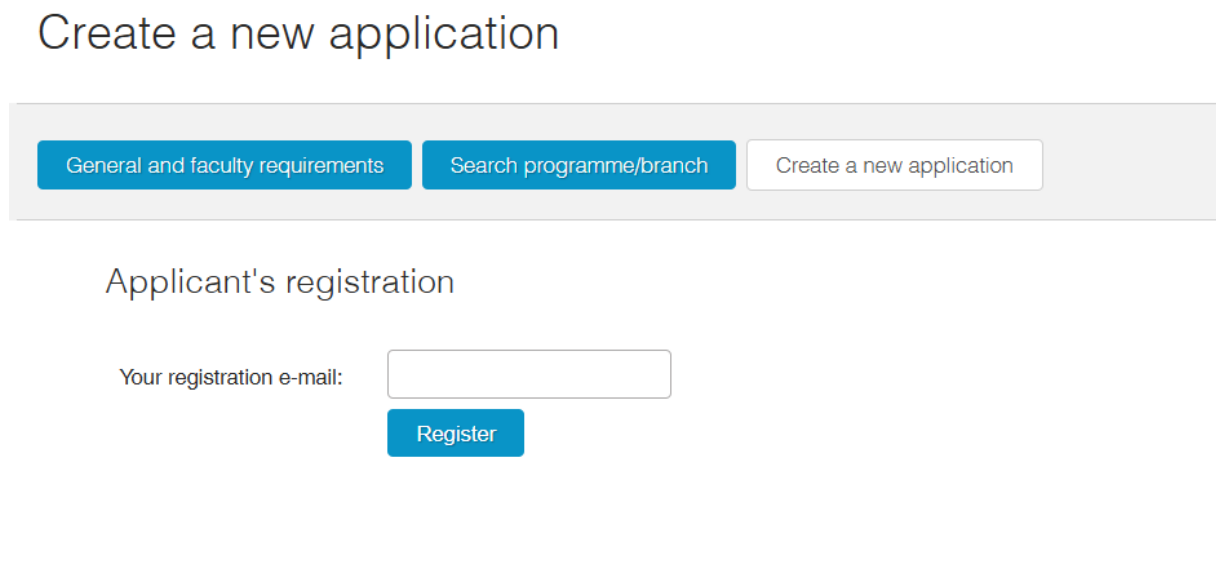 Create a new application
General and faculty requirements
Search programme/branch
Create a new application
Applicant's registration
Your registration e-mail:
Register